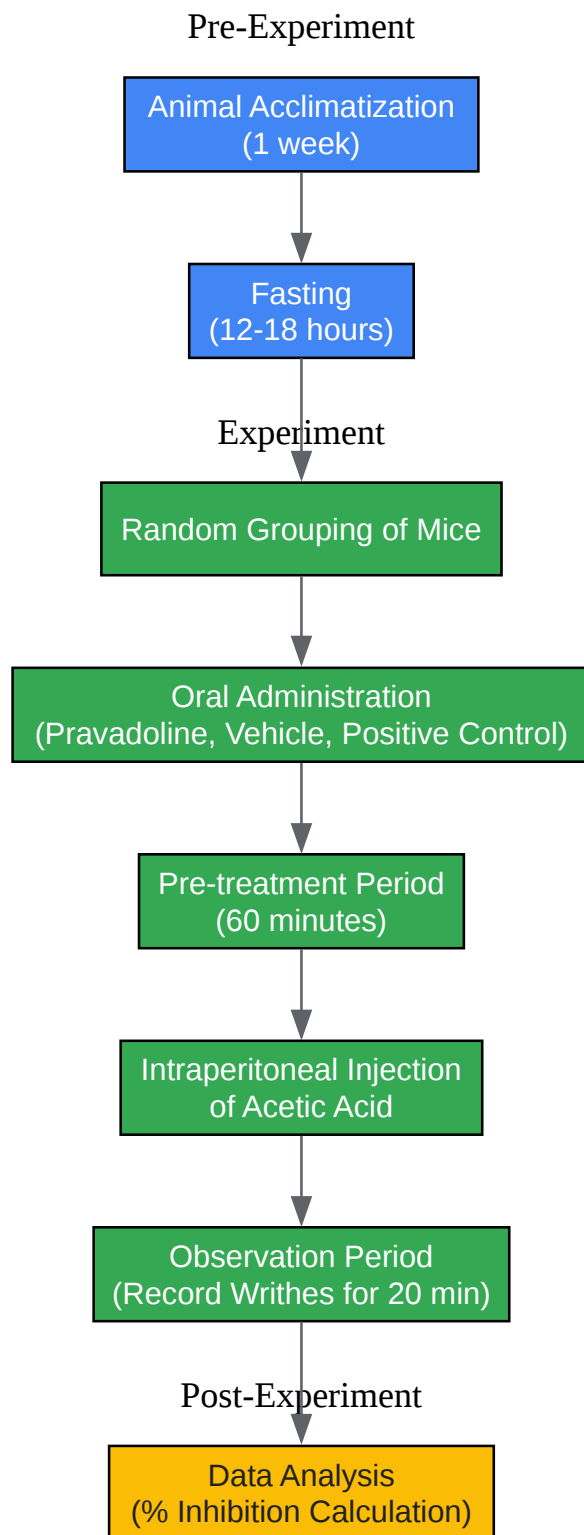 Pre-Experiment
Animal Acclimatization
(1 week)
Fasting
(12-18 hours)
Experiment
Random Grouping of Mice
Oral Administration
(Pravadoline, Vehicle, Positive Control)
Pre-treatment Period
(60 minutes)
Intraperitoneal Injection
of Acetic Acid
Observation Period
(Record Writhes for 20 min)
Post-Experiment
Data Analysis
(% Inhibition Calculation)